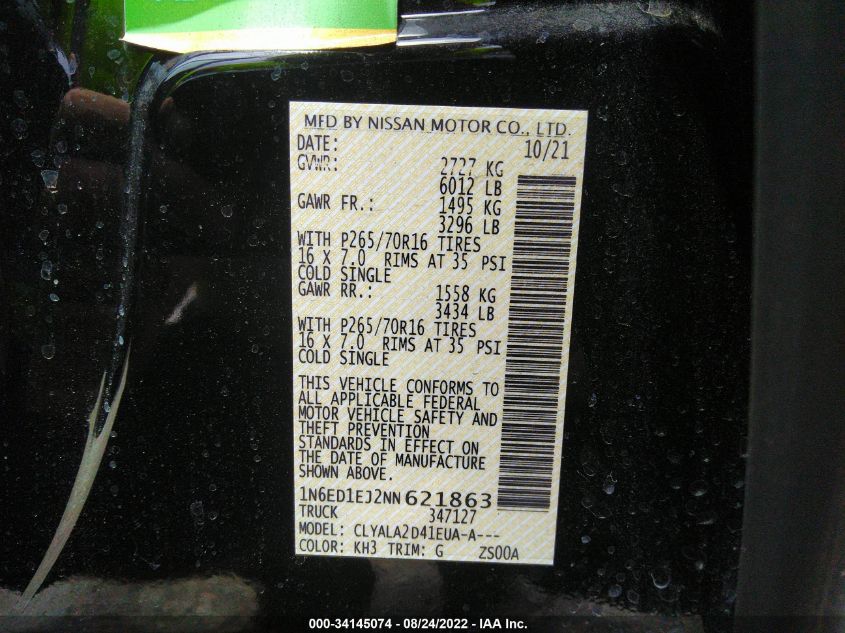 MFD BY NISSAN MOTOR CO., LTD.
DATE: 10/21
GVWR: 2727 KG
6012 LB
GAWR FR.: 1495 KG
3296 LB
WITH P265/70R16 TIRES
16 X 7.0 RIMS AT 35 PSI
COLD SINGLE
GAWR RR.: 1558 KG
3434 LB
WITH P265/70R16 TIRES
16 X 7.0 RIMS AT 35 PSI
COLD SINGLE
THIS VEHICLE CONFORMS TO
ALL APPLICABLE FEDERAL
MOTOR VEHICLE SAFETY AND
THEFT PREVENTION
STANDARDS IN EFFECT ON
THE DATE OF MANUFACTURE
SHOWN ABOVE.
1N6ED1EJ2NN621863
TRUCK 347127
MODEL: CLYALA2D41EUA-A---
COLOR: KH3 TRIM: G ZS00A
000-34145074 - 08/24/2022 - IAA Inc.